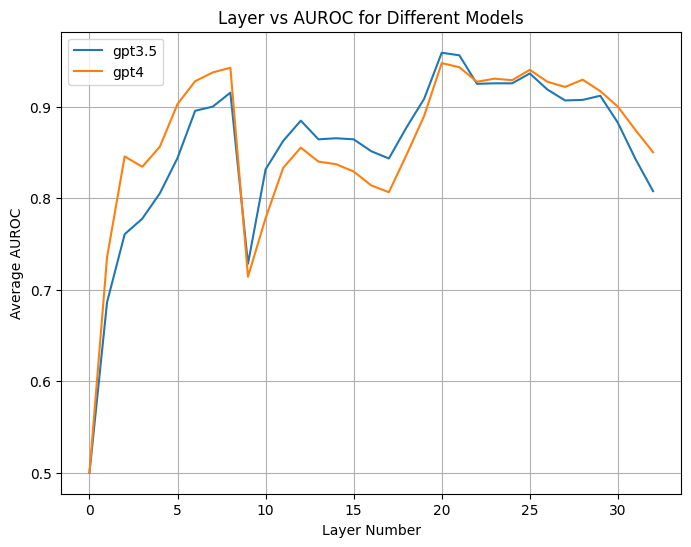 Layer vs AUROC for Different Models
gpt3.5
gpt4
Average AUROC
0.9
0.8
0.7
0.6
0.5
0 5 10 15 20 25 30
Layer Number